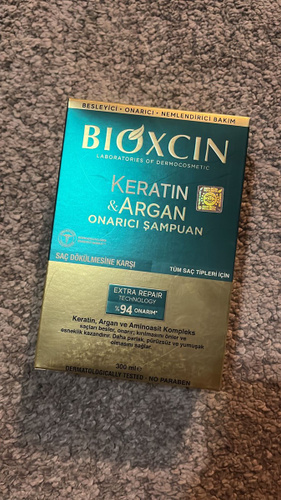 BESLEYİCİ • ONARICI • NEMLENDİRİCİ BAKIM
BIOXCIN
LABORATORIES OF DERMOCOSMETIC
KERATIN
& ARGAN
ONARICI ŞAMPUAN
SAÇ DÖKÜLMESİNE KARŞI
TÜM SAÇ TİPLERİ İÇİN
EXTRA REPAIR
TECHNOLOGY
%94 ONARIM*
Keratin, Argan ve Aminoasit Kompleks
saçları besler, onarır, kırılmasını önler ve
esneklik kazandırır. Daha parlak, pürüzsüz ve yumuşak
olmasını sağlar.
300 ml
DERMATOLOGICALLY TESTED • NO PARABEN